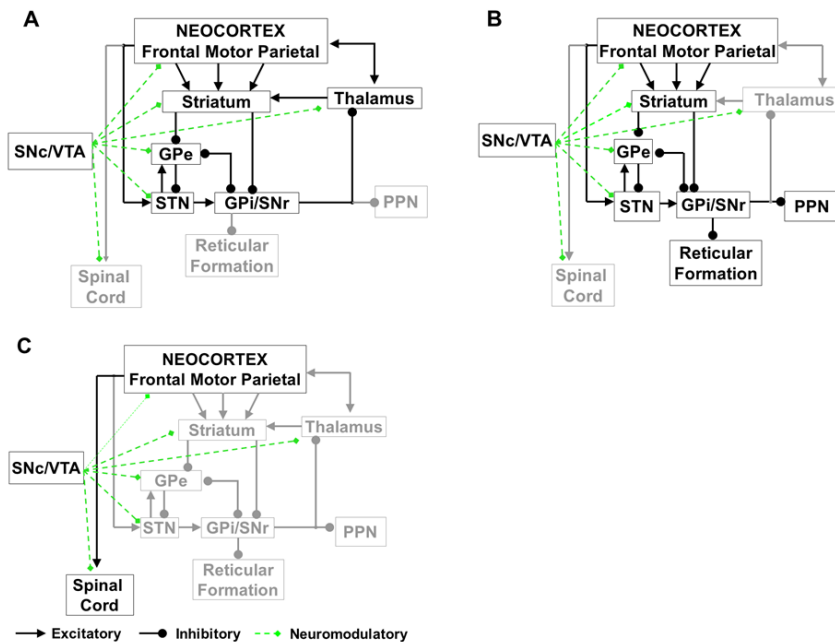 A
NEOCORTEX
Frontal Motor Parietal
Striatum
Thalamus
SNc/VTA
GPe
STN
GPi/SNr
PPN
Reticular
Formation
Spinal
Cord
B
NEOCORTEX
Frontal Motor Parietal
Striatum
Thalamus
SNc/VTA
GPe
STN
GPi/SNr
PPN
Reticular
Formation
Spinal
Cord
C
NEOCORTEX
Frontal Motor Parietal
Striatum
Thalamus
SNc/VTA
GPe
STN
GPi/SNr
PPN
Reticular
Formation
Spinal
Cord
Excitatory
Inhibitory
Neuromodulatory